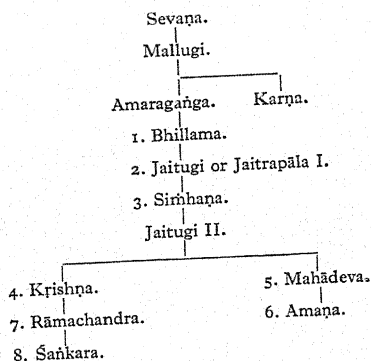 Sevaṇa.
Mallugi.
Amaragaṅga. Karṇa.
1. Bhillama.
2. Jaitugi or Jaitrapāla I.
3. Siṁhaṇa.
Jaitugi II.
4. Kṛishṇa. 5. Mahādeva.
7. Rāmachandra. 6. Amaṇa.
8. Śaṅkara.